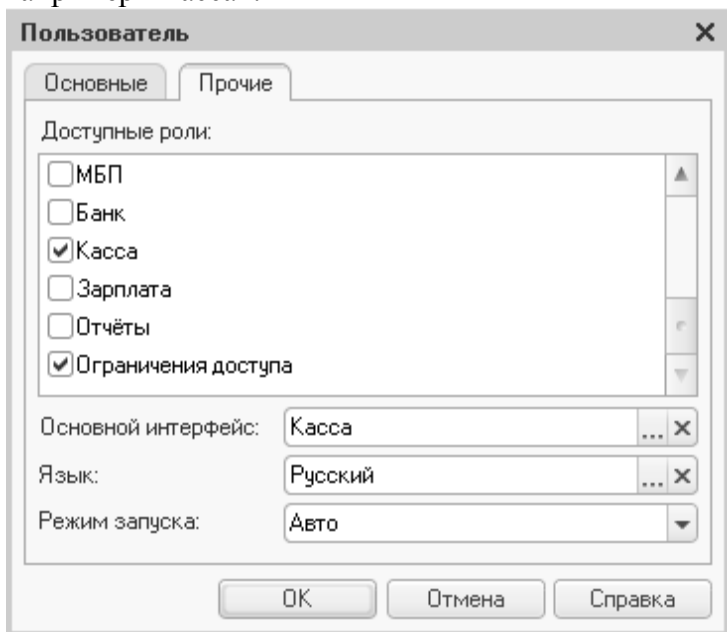 Пользователь
Основные Прочие
Доступные роли:
МБП
Банк
Касса
Зарплата
Отчёты
Ограничения доступа
Основной интерфейс: Касса ...
Язык: Русский ...
Режим запуска: Авто
OK Отмена Справка